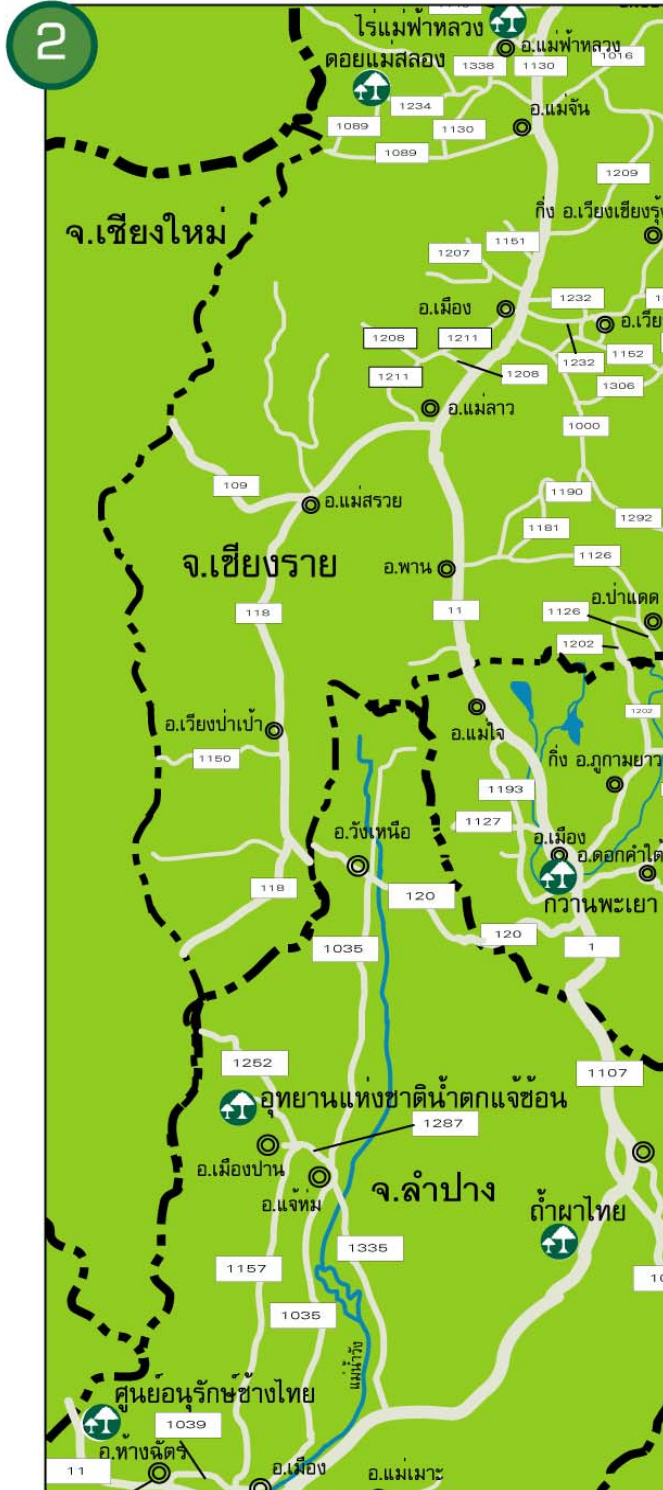 2
ไร่แม่ฟ้าหลวง
อ.แม่ฟ้าหลวง
ดอยแม่สลอง
1338
1130
1016
1234
อ.แม่จัน
1089
1130
1089
1209
จ.เชียงใหม่
กิ่ง อ.เวียงเชียงรุ้ง
1151
1207
อ.เมือง
1232
อ.เวีย
1208
1211
1152
1232
1208
1211
1306
อ.แม่ลาว
1000
109
1190
อ.แม่สรวย
1292
1181
จ.เชียงราย
อ.พาน
1126
118
11
อ.ป่าแดด
1126
1202
1202
อ.เวียงป่าเป้า
อ.แม่ใจ
1150
กิ่ง อ.ภูกามยาว
1193
1127
อ.วังเหนือ
อ.เมือง
อ.ดอกคำใต้
118
120
กว๊านพะเยา
120
1
1035
1252
1107
อุทยานแห่งชาติน้ำตกแจ้ซ้อน
1287
อ.เมืองปาน
อ.แจ้ห่ม
จ.ลำปาง
ถ้ำผาไทย
1335
1157
1035
แม่น้ำวัง
ศูนย์อนุรักษ์ช้างไทย
1039
อ.ห้างฉัตร
11
อ.เมือง
อ.แม่เมาะ